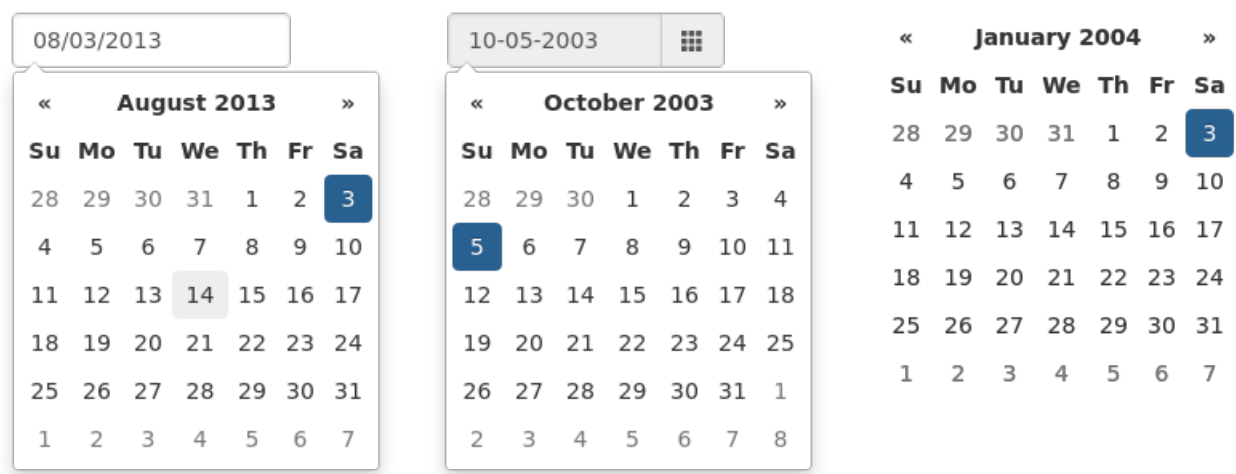 08/03/2013
« August 2013 »
Su Mo Tu We Th Fr Sa
28 29 30 31 1 2 3
4 5 6 7 8 9 10
11 12 13 14 15 16 17
18 19 20 21 22 23 24
25 26 27 28 29 30 31
1 2 3 4 5 6 7
10-05-2003
« October 2003 »
Su Mo Tu We Th Fr Sa
28 29 30 1 2 3 4
5 6 7 8 9 10 11
12 13 14 15 16 17 18
19 20 21 22 23 24 25
26 27 28 29 30 31 1
2 3 4 5 6 7 8
« January 2004 »
Su Mo Tu We Th Fr Sa
28 29 30 31 1 2 3
4 5 6 7 8 9 10
11 12 13 14 15 16 17
18 19 20 21 22 23 24
25 26 27 28 29 30 31
1 2 3 4 5 6 7